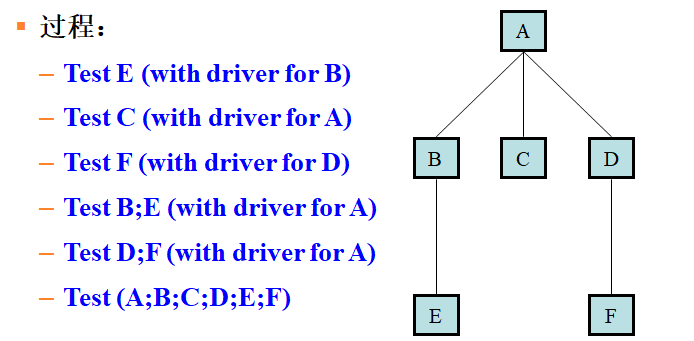 过程：
– Test E (with driver for B)
– Test C (with driver for A)
– Test F (with driver for D)
– Test B;E (with driver for A)
– Test D;F (with driver for A)
– Test (A;B;C;D;E;F)
A
B C D
E F